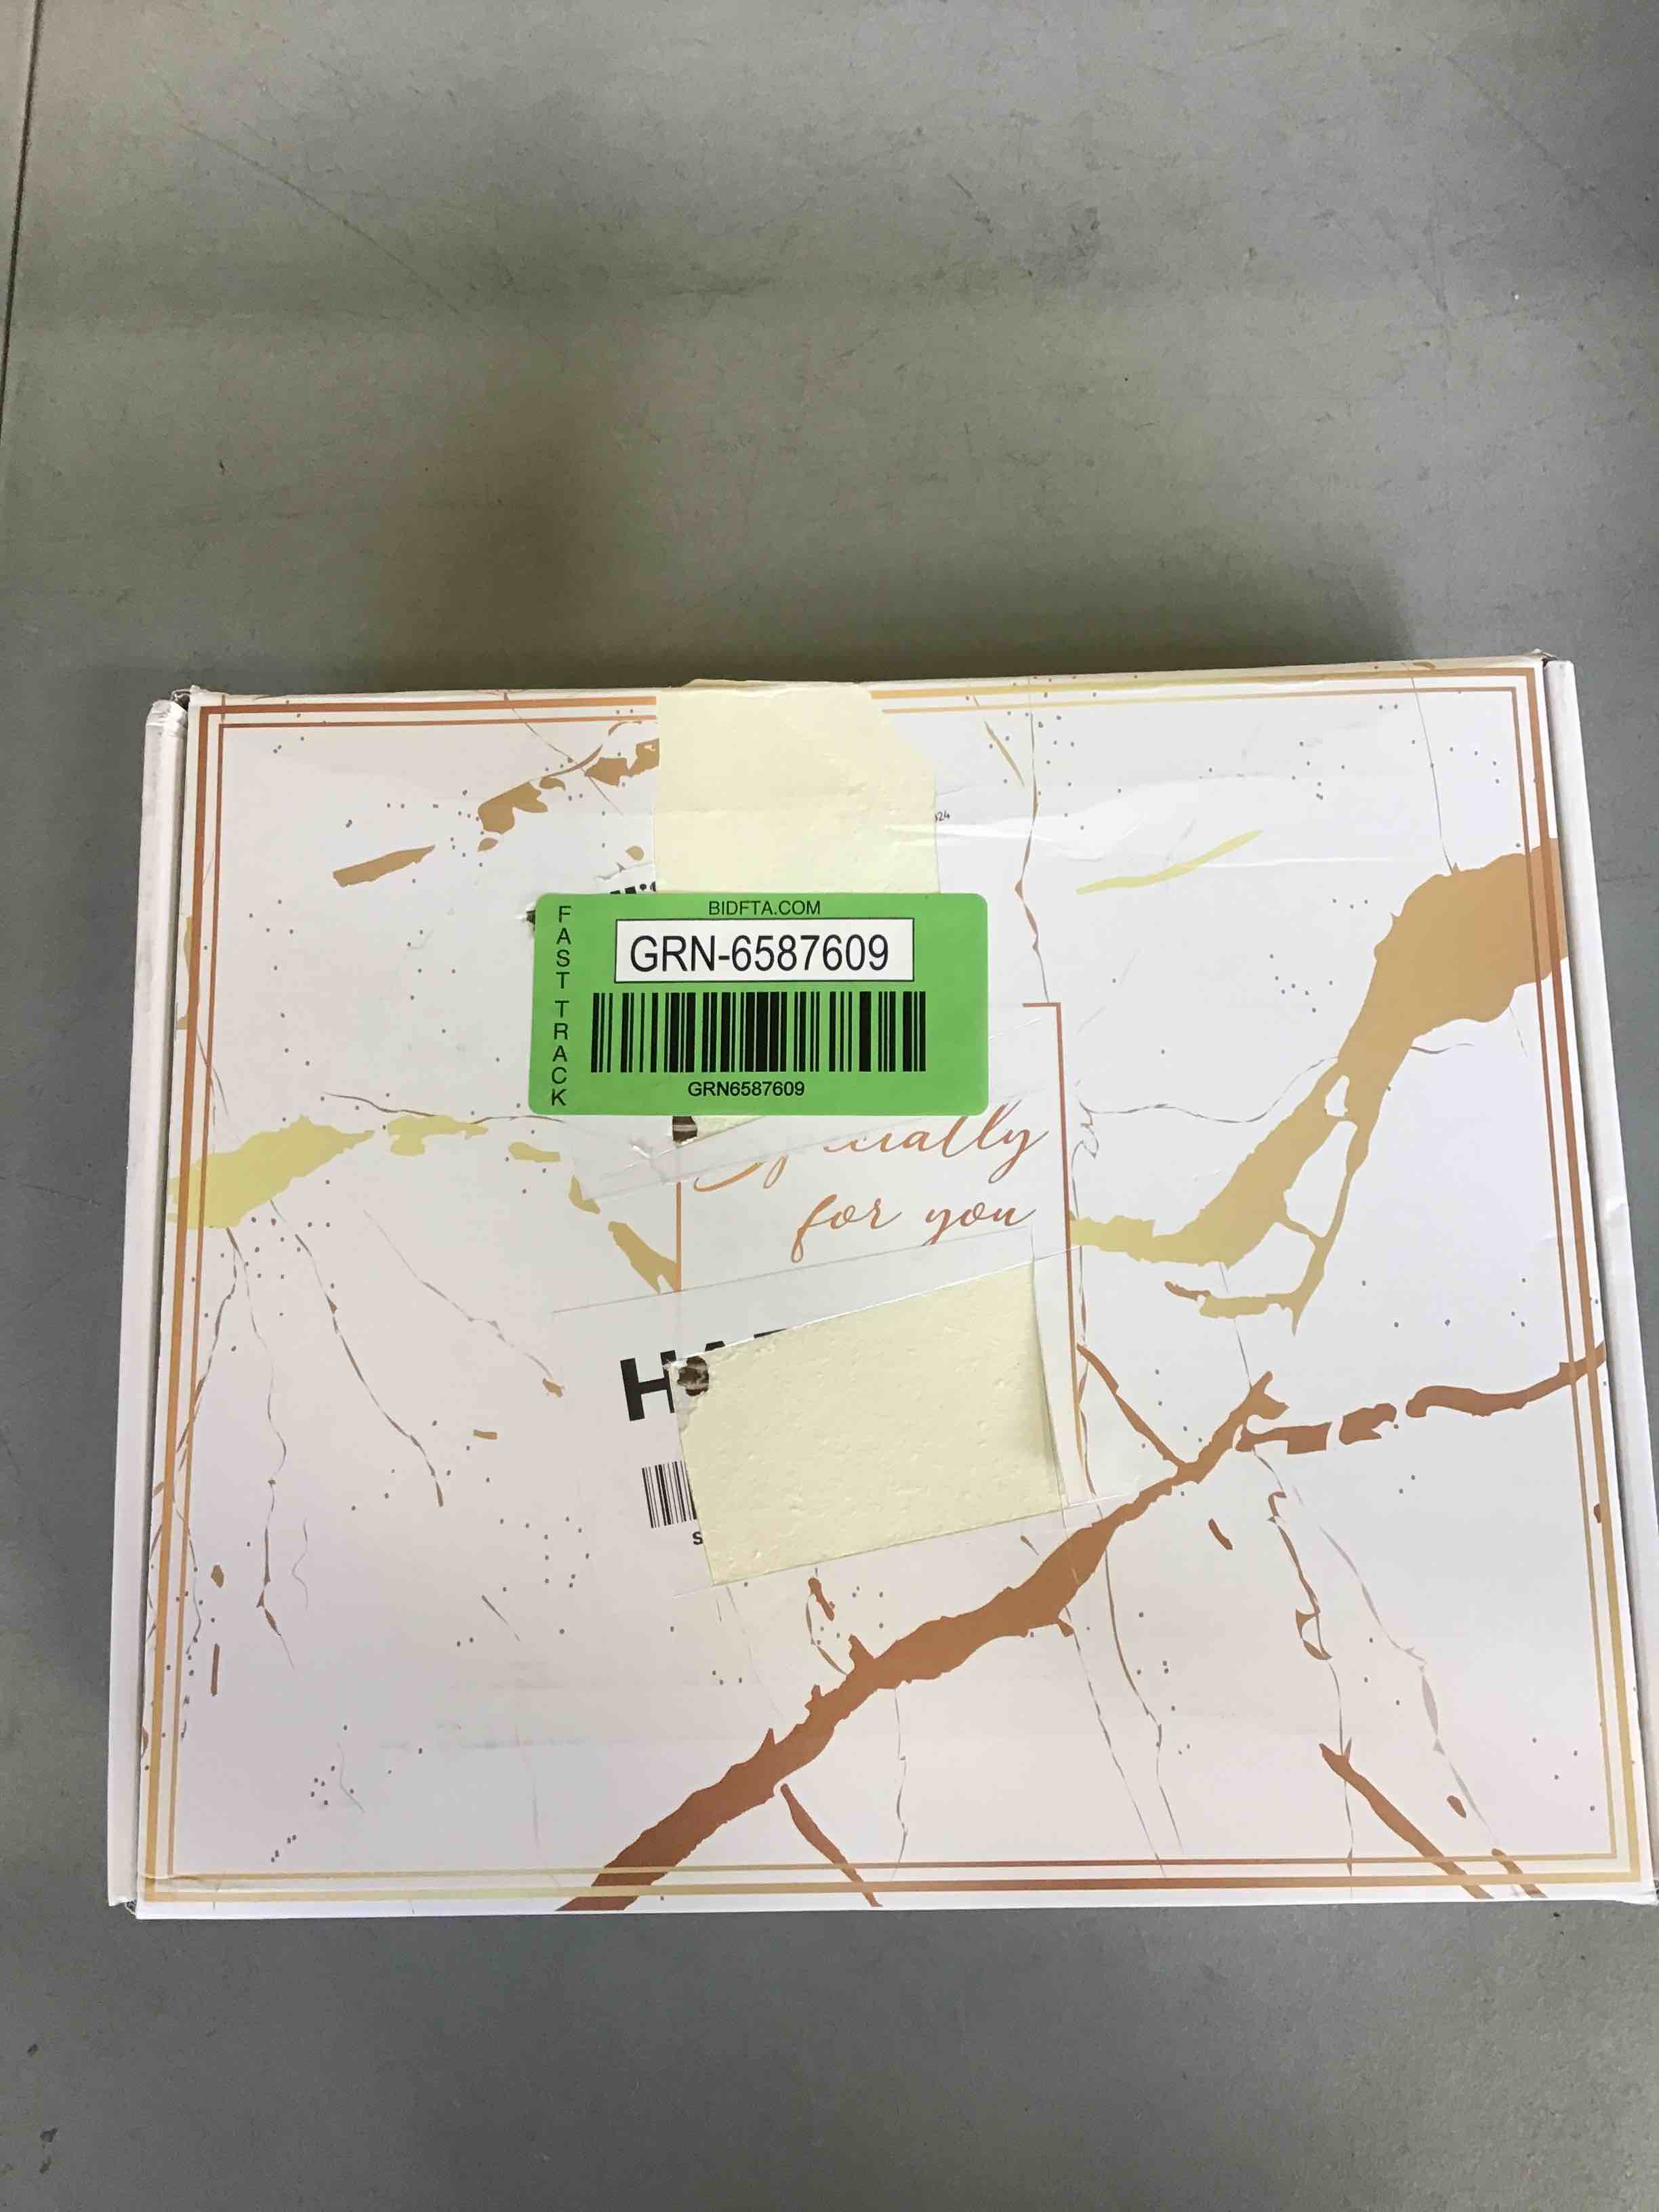 BIDFTA.COM
FAST TRACK
GRN-6587609
GRN6587609
for you